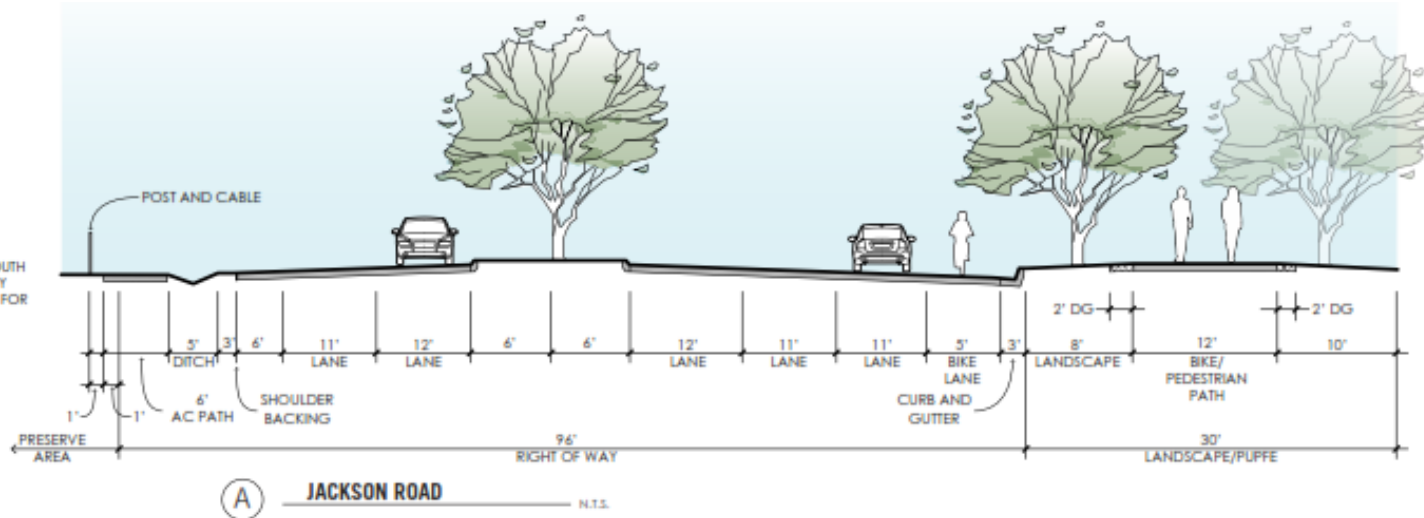 POST AND CABLE
UTH
Y
FOR
2' DG
2' DG
5'
DITCH
3'
6'
11'
LANE
12'
LANE
6'
6'
12'
LANE
11'
LANE
11'
LANE
5'
BIKE
LANE
3'
8'
LANDSCAPE
12'
BIKE/
PEDESTRIAN
PATH
10'
1'
1'
6'
AC PATH
SHOULDER
BACKING
CURB AND
GUTTER
PRESERVE
AREA
96'
RIGHT OF WAY
30'
LANDSCAPE/PUPFE
A
JACKSON ROAD
N.T.S.